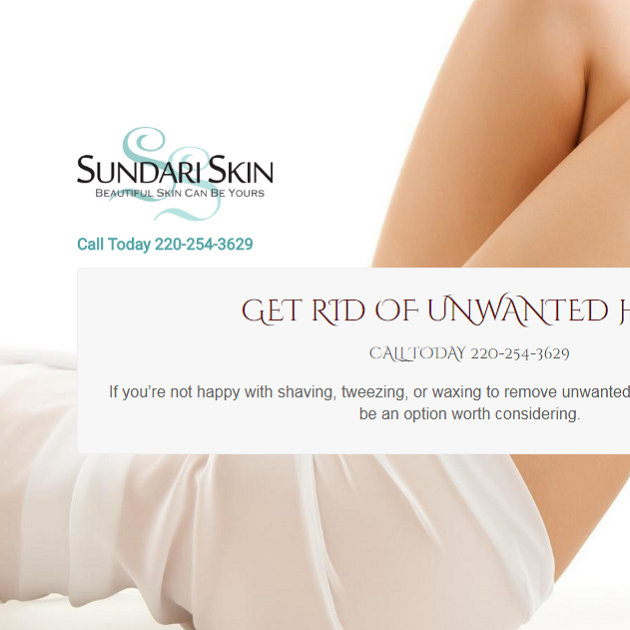 SUNDARI SKIN
BEAUTIFUL SKIN CAN BE YOURS
Call Today 220-254-3629
GET RID OF UNWANTED
CALL TODAY 220-254-3629
If you’re not happy with shaving, tweezing, or waxing to remove unwanted
be an option worth considering.